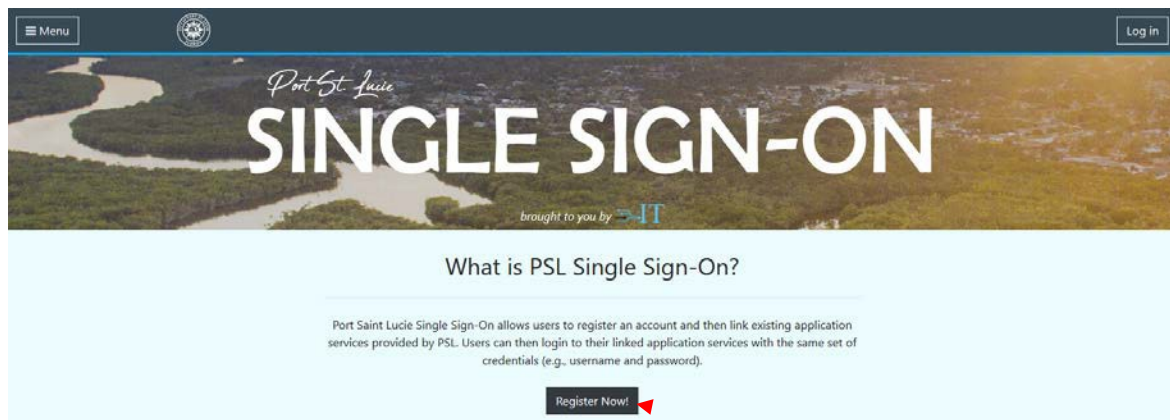 Menu
Log in
Port St. Lucie
SINGLE SIGN-ON
brought to you by IT
What is PSL Single Sign-On?
Port Saint Lucie Single Sign-On allows users to register an account and then link existing application
services provided by PSL. Users can then login to their linked application services with the same set of
credentials (e.g., username and password).
Register Now!